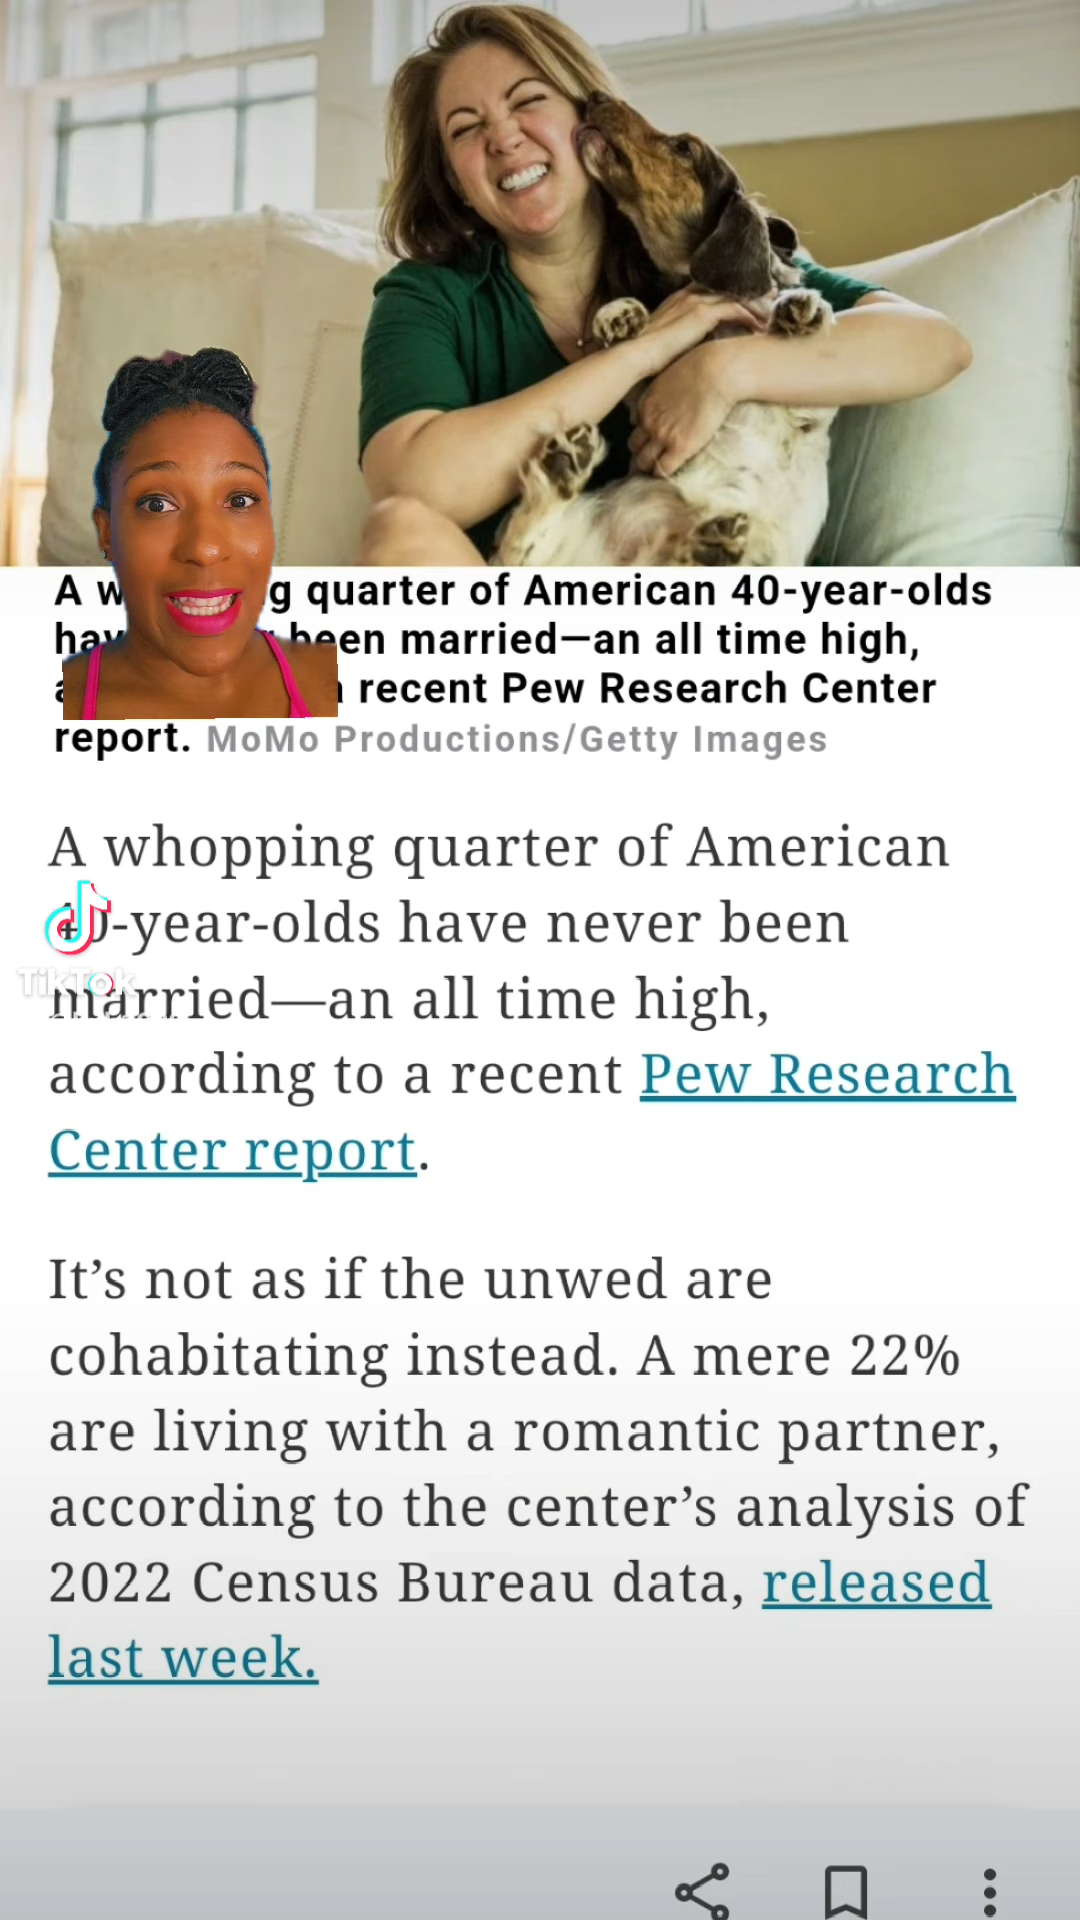 A quarter of American 40-year-olds
been married—an all time high,
recent Pew Research Center
report. MoMo Productions/Getty Images
A whopping quarter of American
40-year-olds have never been
married—an all time high,
according to a recent Pew Research
Center report.
TikTok
It’s not as if the unwed are
cohabitating instead. A mere 22%
are living with a romantic partner,
according to the center’s analysis of
2022 Census Bureau data, released
last week.